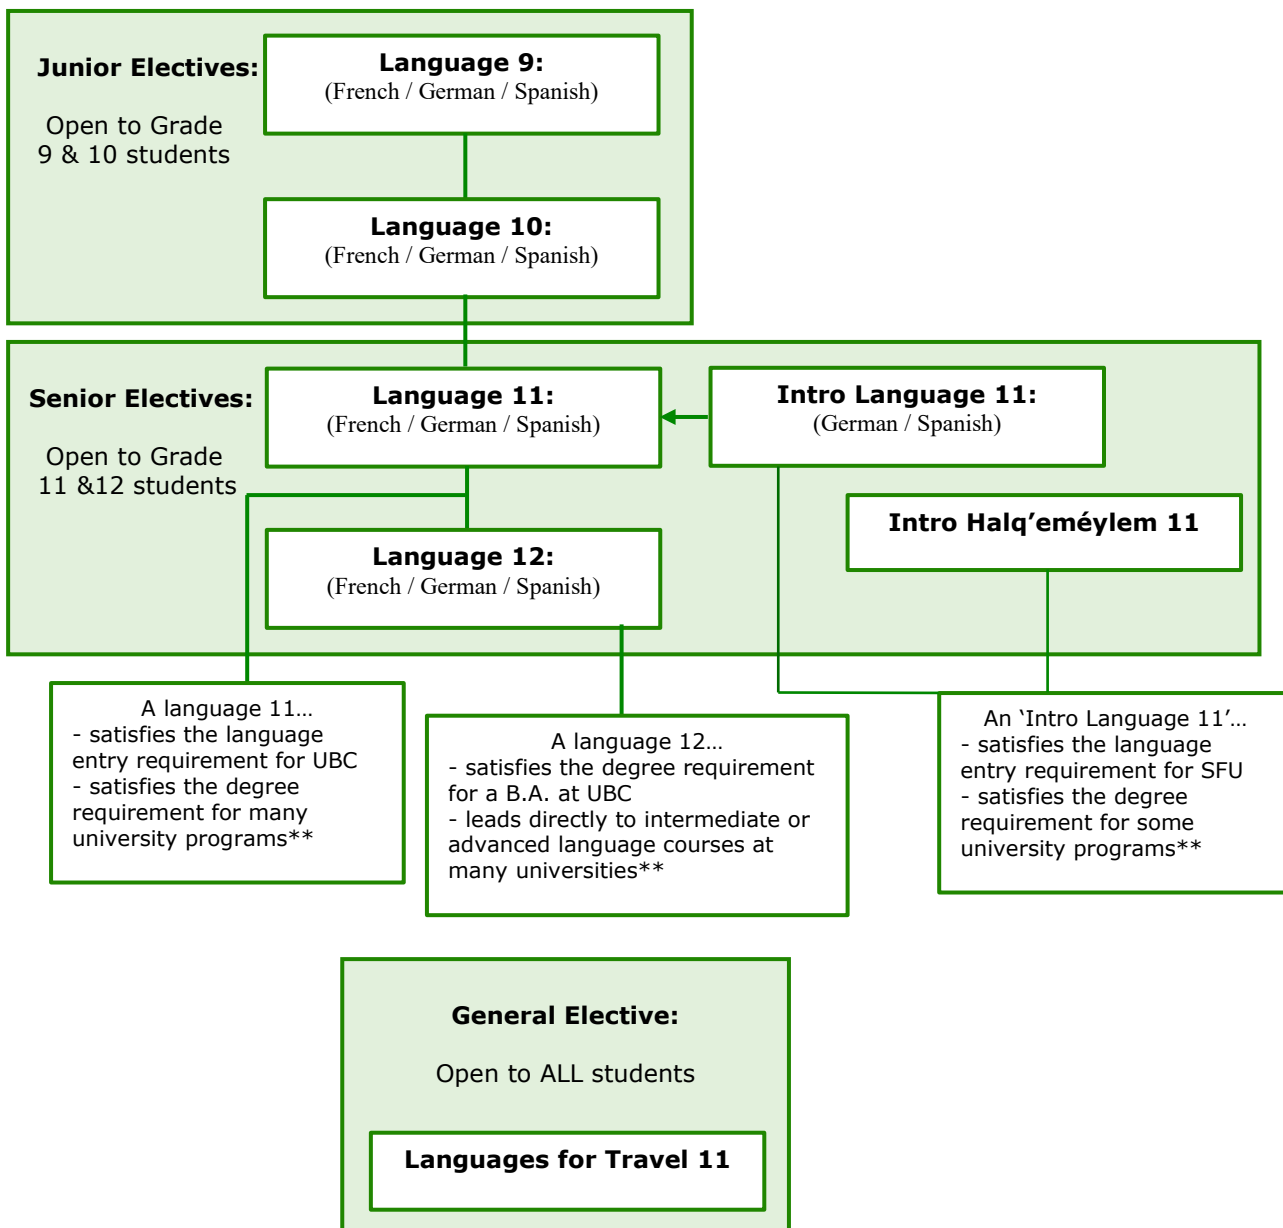 Junior Electives:
Open to Grade
9 & 10 students
Language 9:
(French / German / Spanish)
Language 10:
(French / German / Spanish)
Senior Electives:
Open to Grade
11 &12 students
Language 11:
(French / German / Spanish)
Intro Language 11:
(German / Spanish)
Intro Halq’eméylem 11
Language 12:
(French / German / Spanish)
A language 11…
- satisfies the language
entry requirement for UBC
- satisfies the degree
requirement for many
university programs**
A language 12…
- satisfies the degree requirement
for a B.A. at UBC
- leads directly to intermediate or
advanced language courses at
many universities**
An ‘Intro Language 11’…
- satisfies the language
entry requirement for SFU
- satisfies the degree
requirement for some
university programs**
General Elective:
Open to ALL students
Languages for Travel 11